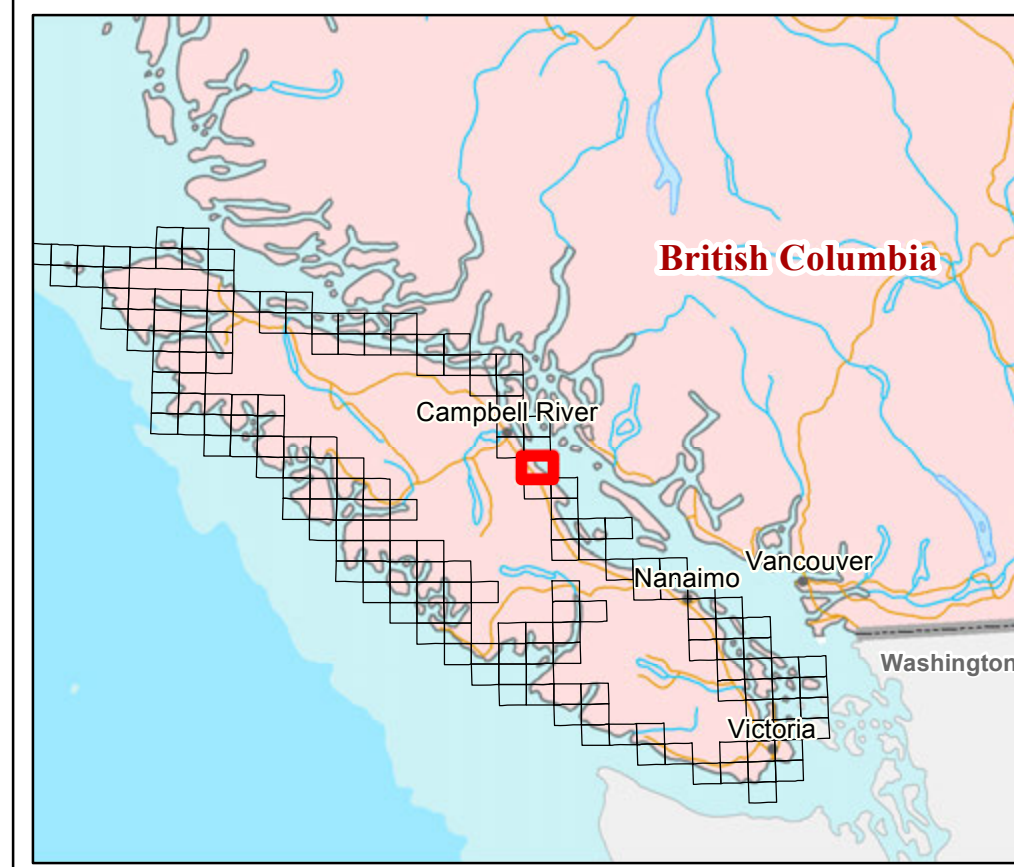 British Columbia
Campbell River
Vancouver
Nanaimo
Washington
Victoria